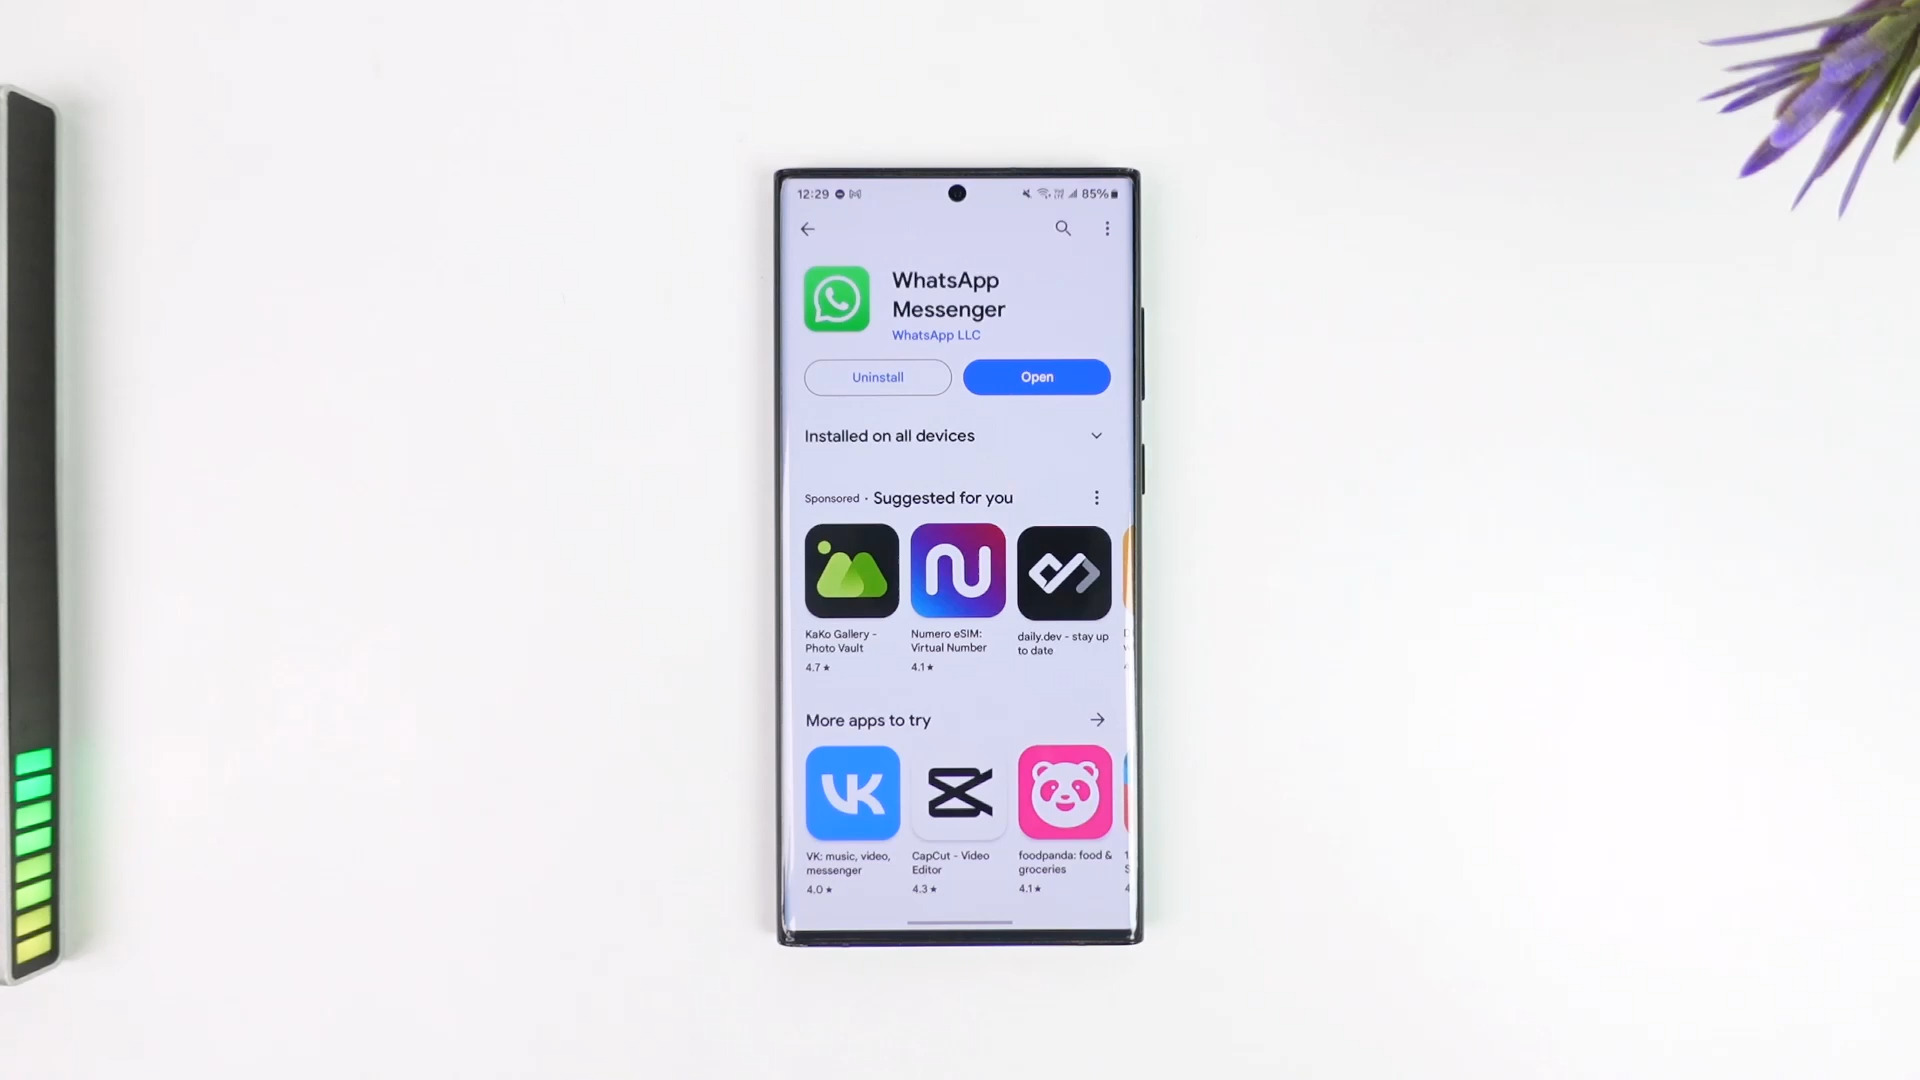 12:29
85%
WhatsApp
Messenger
WhatsApp LLC
Uninstall
Open
Installed on all devices
Sponsored · Suggested for you
KaKo Gallery -
Photo Vault
4.7 ★
Numero eSIM:
Virtual Number
4.1 ★
daily.dev - stay up
to date
More apps to try
VK
VK: music, video,
messenger
4.0 ★
CapCut - Video
Editor
4.3 ★
foodpanda: food &
groceries
4.1 ★